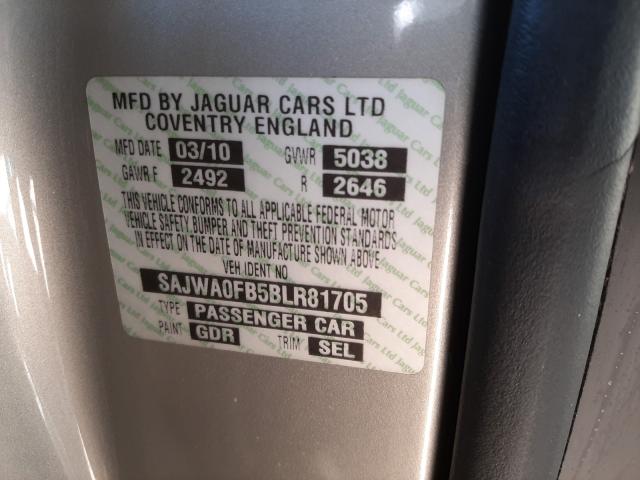 MFD BY JAGUAR CARS LTD
COVENTRY ENGLAND
MFD DATE 03/10 GVWR 5038
GAWR F 2492 R 2646
THIS VEHICLE CONFORMS TO ALL APPLICABLE FEDERAL MOTOR
VEHICLE SAFETY, BUMPER AND THEFT PREVENTION STANDARDS
IN EFFECT ON THE DATE OF MANUFACTURE SHOWN ABOVE
VEH IDENT NO
SAJWA0FB5BLR81705
TYPE PASSENGER CAR
PAINT GDR TRIM SEL